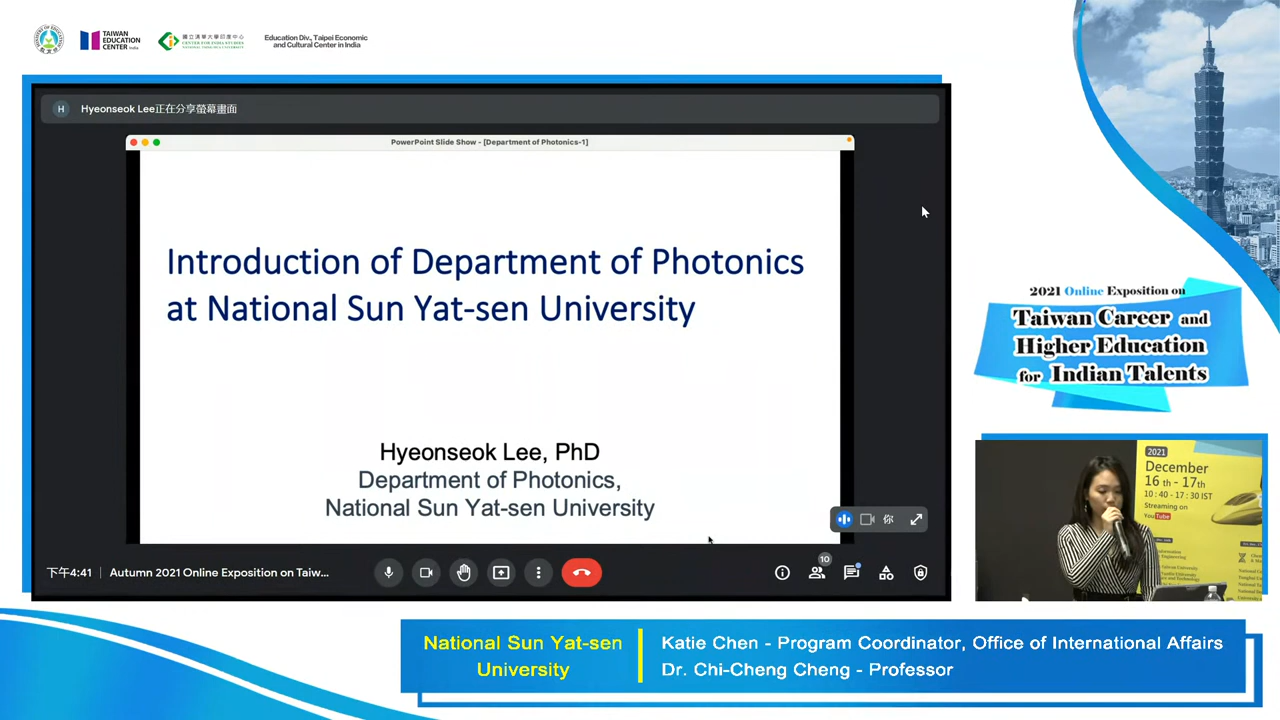 TAIWAN
EDUCATION
CENTER India
國立清華大學印度中心
CENTER FOR INDIA STUDIES
NATIONAL TSING HUA UNIVERSITY
Education Div., Taipei Economic
and Cultural Center in India
H Hyeonseok Lee正在分享螢幕畫面
PowerPoint Slide Show - [Department of Photonics-1]
Introduction of Department of Photonics
at National Sun Yat-sen University
Hyeonseok Lee, PhD
Department of Photonics,
National Sun Yat-sen University
你
下午4:41 | Autumn 2021 Online Exposition on Taiw...
10
2021 Online Exposition on
Taiwan Career and
Higher Education
for Indian Talents
2021
December
16 th - 17th
10 : 40 - 17 : 30 IST
Streaming on
YouTube
National Sun Yat-sen
University
Katie Chen - Program Coordinator, Office of International Affairs
Dr. Chi-Cheng Cheng - Professor